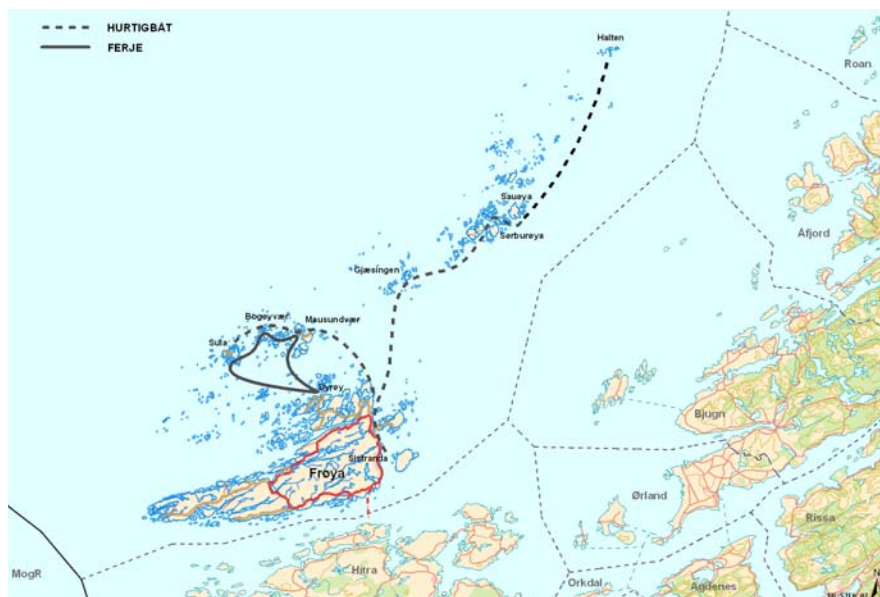 HURTIGBÅT
FERJE
Halten
Roan
Sauøya
Sørburøya
Åfjord
Gjæsingen
Bogøyvær
Mausundvær
Sula
Dyrøy
Bjugn
Sistranda
Frøya
Ørland
Rissa
MogR
Hitra
Orkdal
Agdenes
N